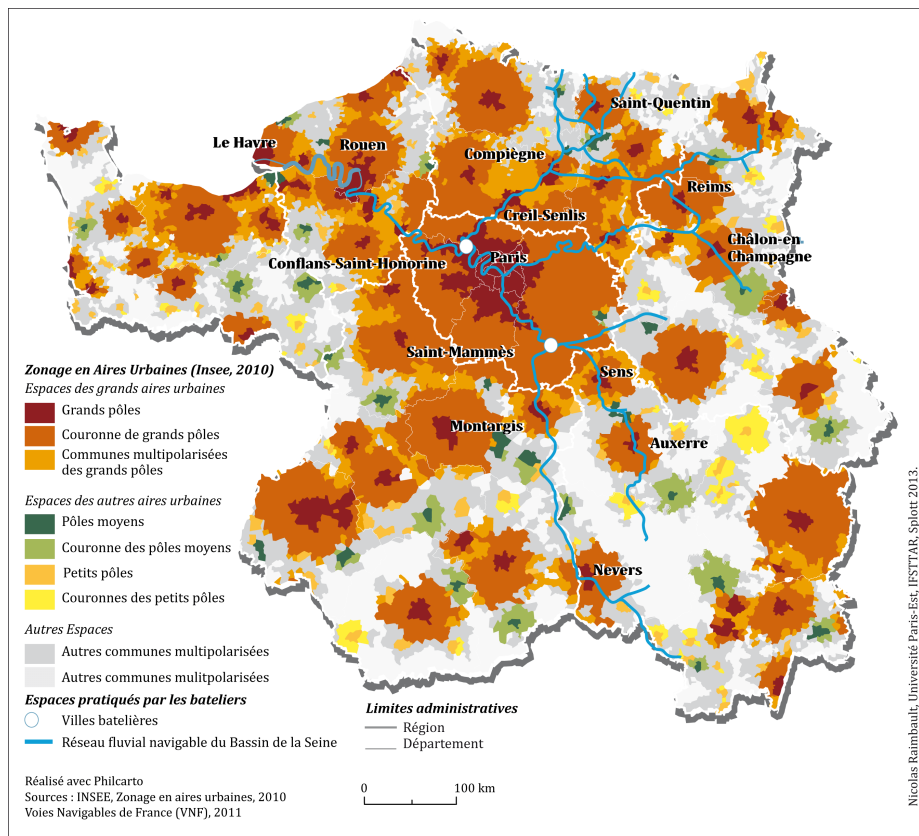 Le Havre
Rouen
Compiègne
Saint-Quentin
Reims
Creil-Senlis
Châlon-en-
Champagne
Paris
Conflans-Saint-Honorine
Saint-Mammès
Sens
Montargis
Auxerre
Nevers
Zonage en Aires Urbaines (Insee, 2010)
Espaces des grands aires urbaines
Grands pôles
Couronne de grands pôles
Communes multipolarisées
des grands pôles
Espaces des autres aires urbaines
Pôles moyens
Couronne des pôles moyens
Petits pôles
Couronnes des petits pôles
Autres Espaces
Autres communes multipolarisées
Autres communes mulitpolarisées
Espaces pratiqués par les bateliers
Villes batelières
Réseau fluvial navigable du Bassin de la Seine
Limites administratives
Région
Département
Réalisé avec Philcarto
Sources : INSEE, Zonage en aires urbaines, 2010
Voies Navigables de France (VNF), 2011
0 100 km
Nicolas Raimbault, Université Paris-Est, IFSTTAR, Splott 2013.